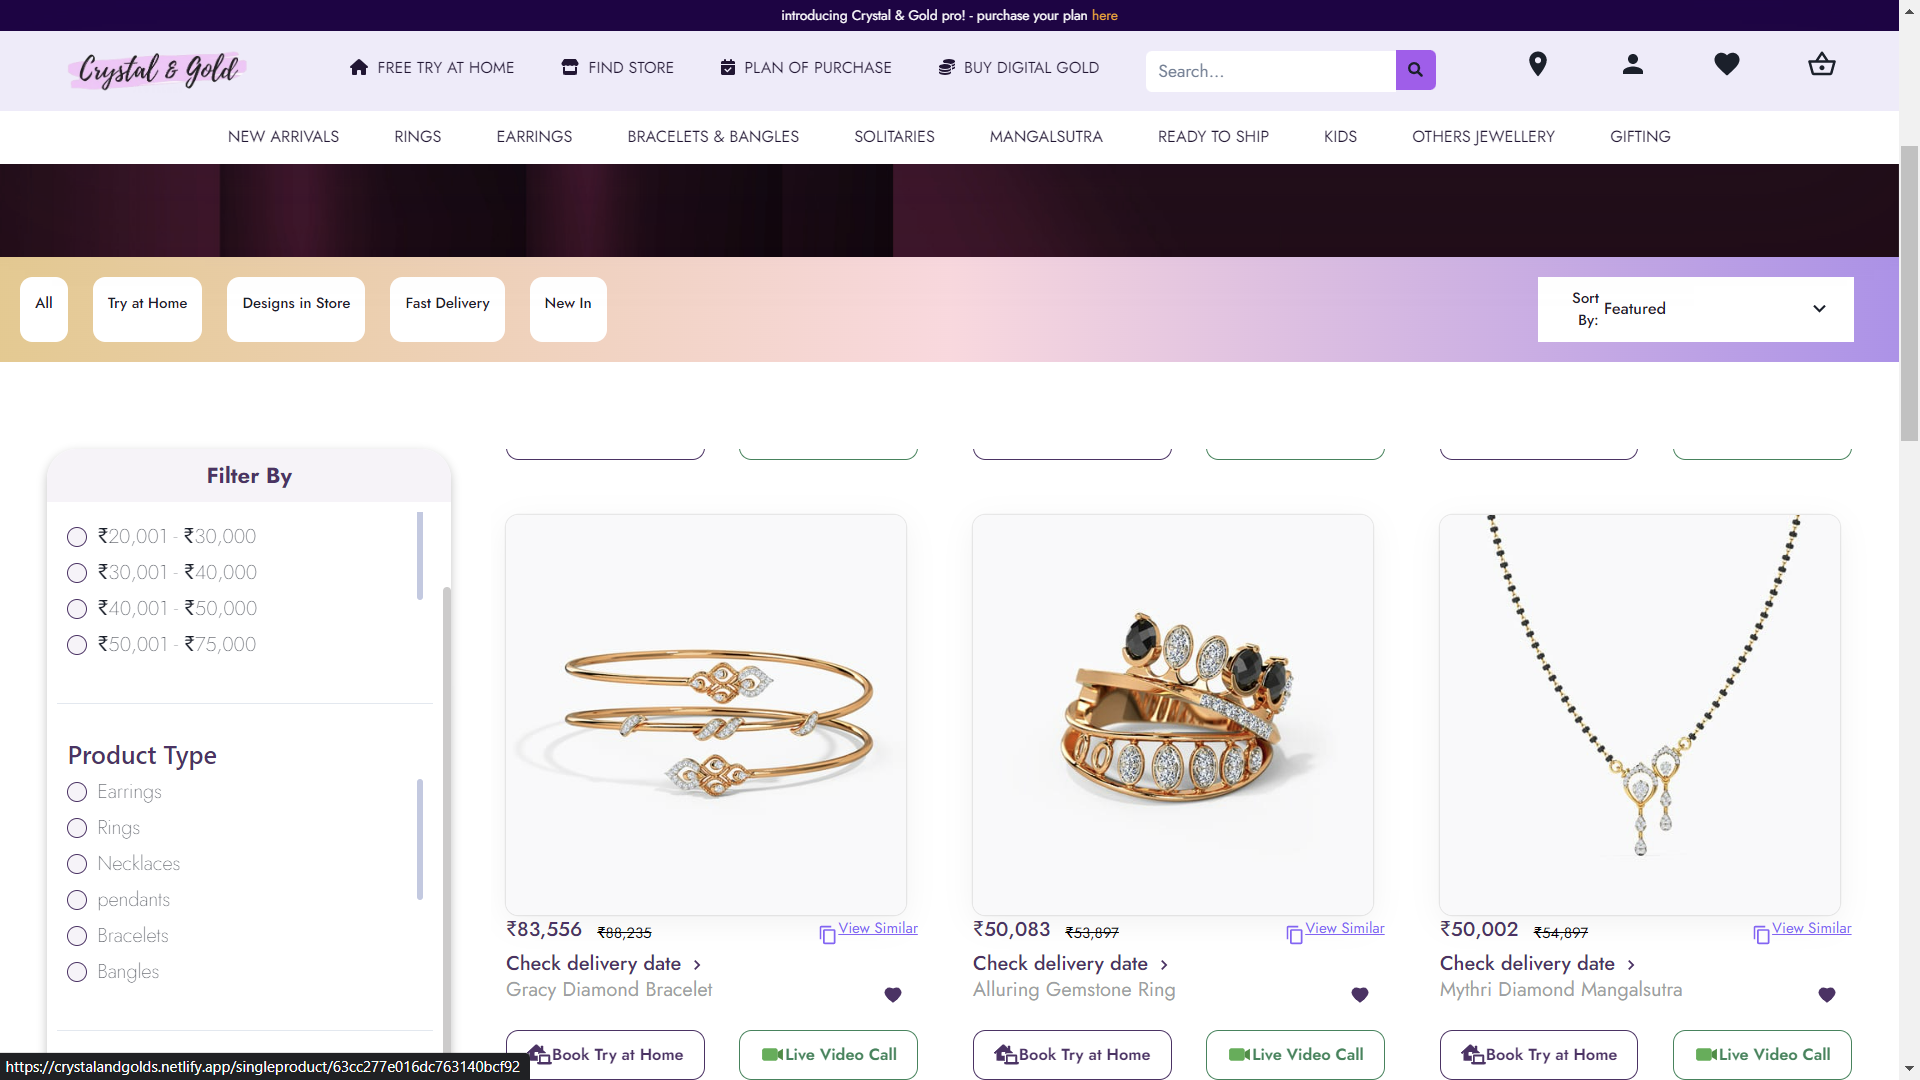 introducing Crystal & Gold pro! - purchase your plan here
Crystal & Gold
FREE TRY AT HOME
FIND STORE
PLAN OF PURCHASE
BUY DIGITAL GOLD
Search...
NEW ARRIVALS
RINGS
EARRINGS
BRACELETS & BANGLES
SOLITARIES
MANGALSUTRA
READY TO SHIP
KIDS
OTHERS JEWELLERY
GIFTING
All
Try at Home
Designs in Store
Fast Delivery
New In
Sort
By:
Featured
Filter By
₹20,001 - ₹30,000
₹30,001 - ₹40,000
₹40,001 - ₹50,000
₹50,001 - ₹75,000
Product Type
Earrings
Rings
Necklaces
pendants
Bracelets
Bangles
₹83,556 ₹88,235 View Similar
Check delivery date
Gracy Diamond Bracelet
Book Try at Home
Live Video Call
₹50,083 ₹53,897 View Similar
Check delivery date
Alluring Gemstone Ring
Book Try at Home
Live Video Call
₹50,002 ₹54,897 View Similar
Check delivery date
Mythri Diamond Mangalsutra
Book Try at Home
Live Video Call
https://crystalandgolds.netlify.app/singleproduct/63cc277e016dc763140bcf92